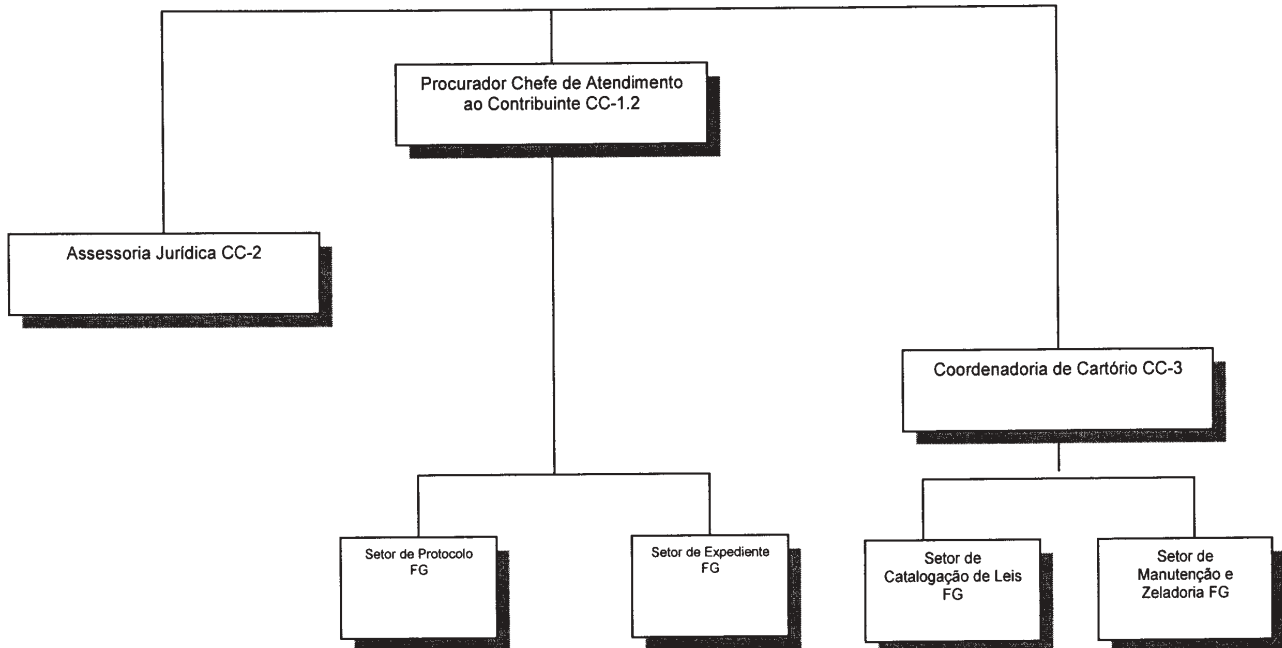 Procurador Chefe de Atendimento
ao Contribuinte CC-1.2
Assessoria Jurídica CC-2
Coordenadoria de Cartório CC-3
Setor de Protocolo
FG
Setor de Expediente
FG
Setor de
Catalogação de Leis
FG
Setor de
Manutenção e
Zeladoria FG